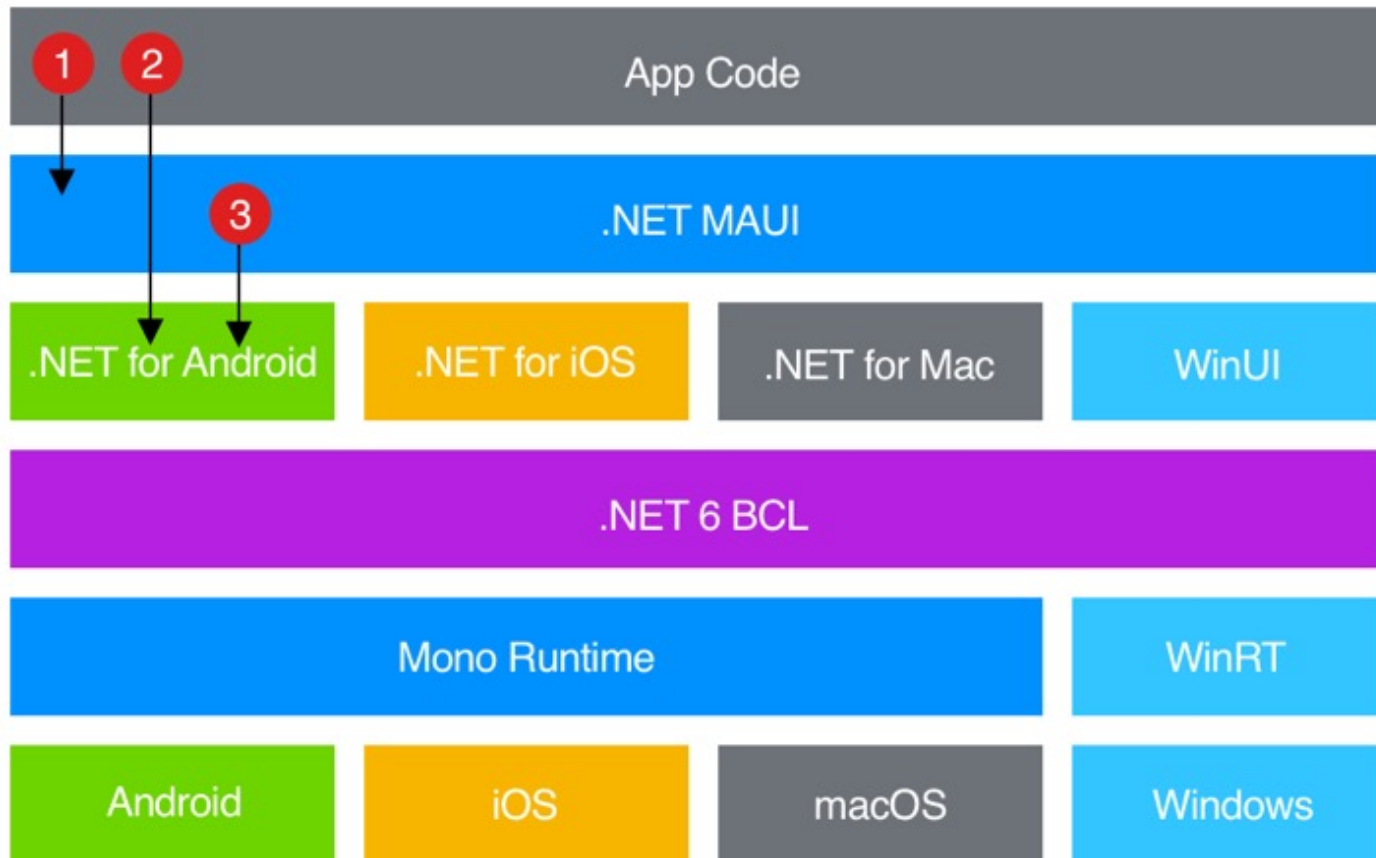 1 2
App Code
3
.NET MAUI
.NET for Android
.NET for iOS
.NET for Mac
WinUI
.NET 6 BCL
Mono Runtime
WinRT
Android
iOS
macOS
Windows